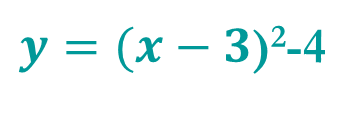 y = (x − 3)²-4